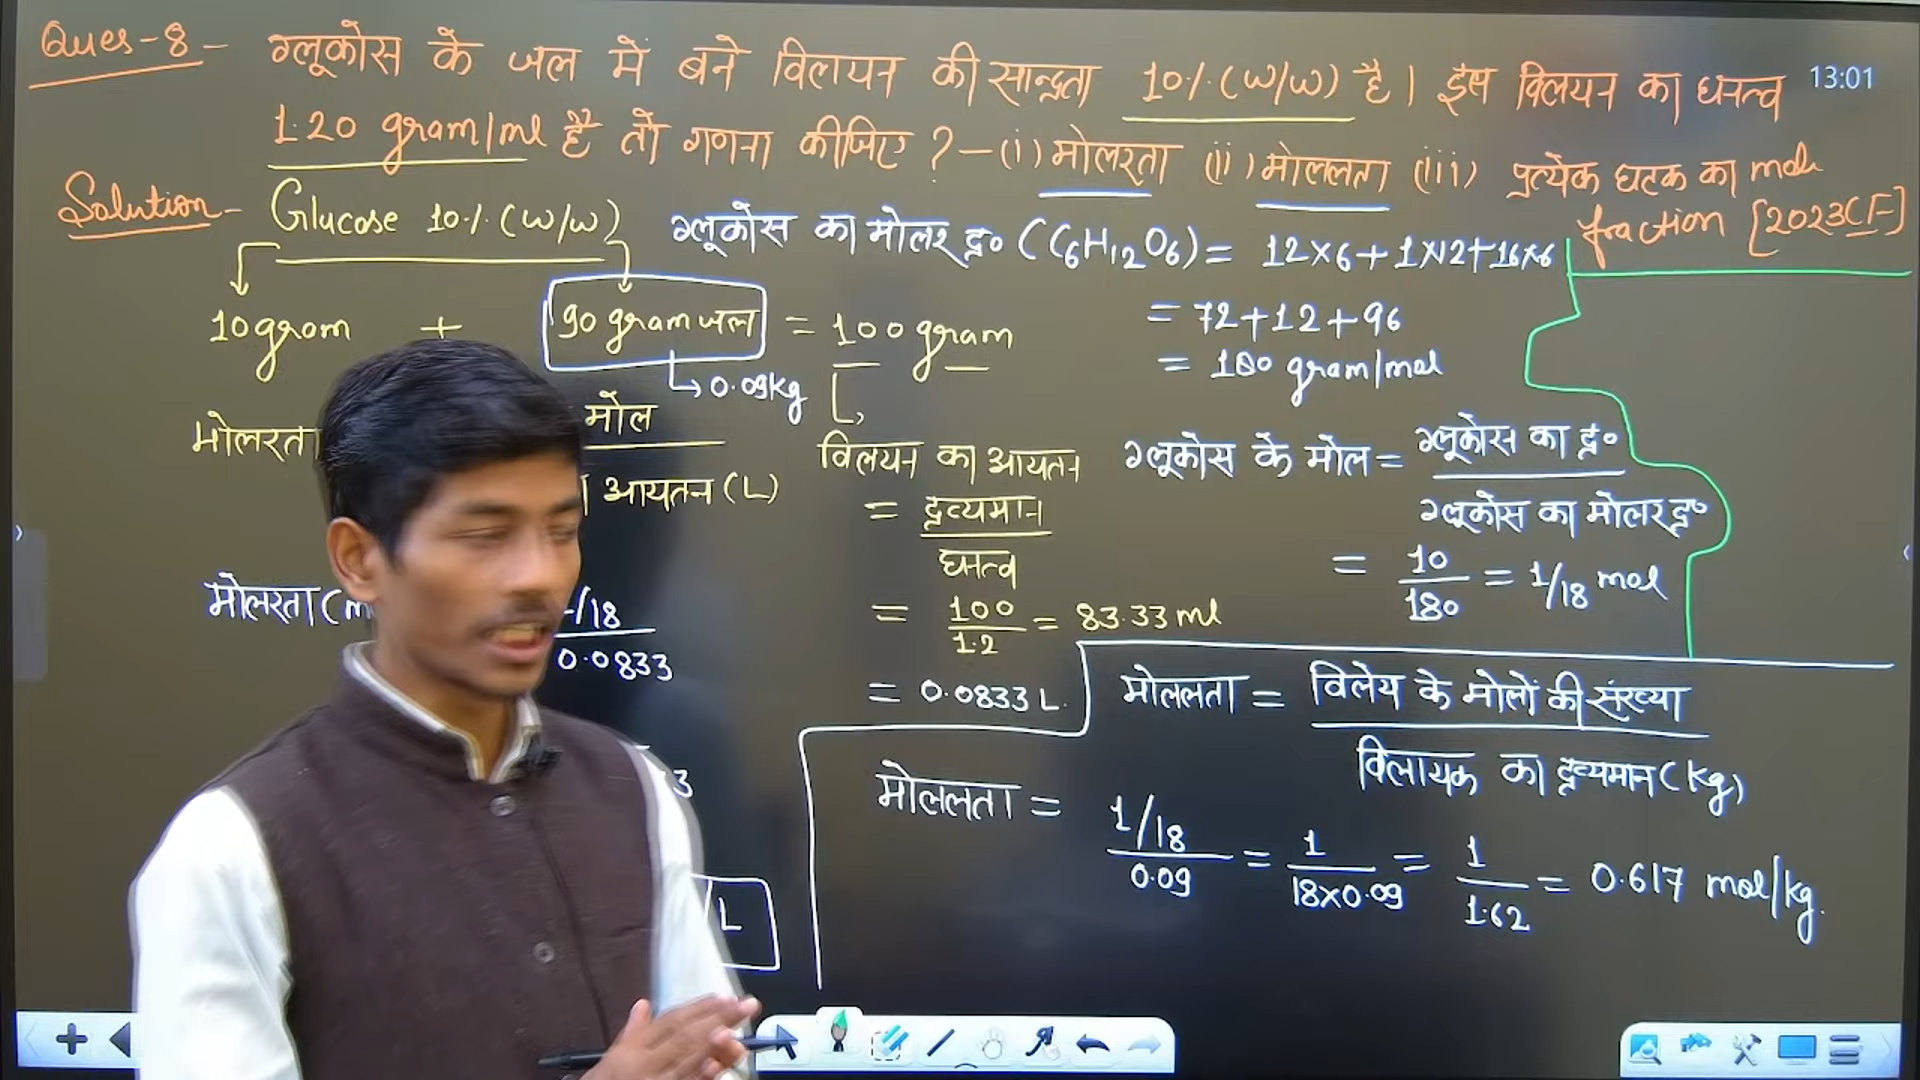 Ques-8- ग्लूकोस के जल में बने विलयन की सान्द्रता 10%(w/w) है। इस विलयन का घनत्व
13:01
1.20 gram/ml है तो गणना कीजिए ? - (i) मोलरता (ii) मोललता (iii) प्रत्येक घटक का mole
fraction [2023CF]
Solution- Glucose 10%(w/w)
ग्लूकोस का मोलर द्र० (C6H12O6) = 12×6+1×12+16×6
10gram + 90 gram जल = 100 gram
= 72+12+96
→ 0.09kg
= 180 gram/mol
मोलरता
मोल
आयतन (L)
विलयन का आयतन
= द्रव्यमान
घनत्व
ग्लूकोस के मोल = ग्लूकोस का द्र०
ग्लूकोस का मोलर द्र०
= 10/180 = 1/18 mol
मोलरता (m
/18
0.0833
= 100/1.2 = 83.33 ml
= 0.0833 L.
3
L
मोललता = विलेय के मोलों की संख्या
विलायक का द्रव्यमान (Kg)
मोललता = 1/18
0.09
= 1
18×0.09
= 1
1.62
= 0.617 mol/kg.